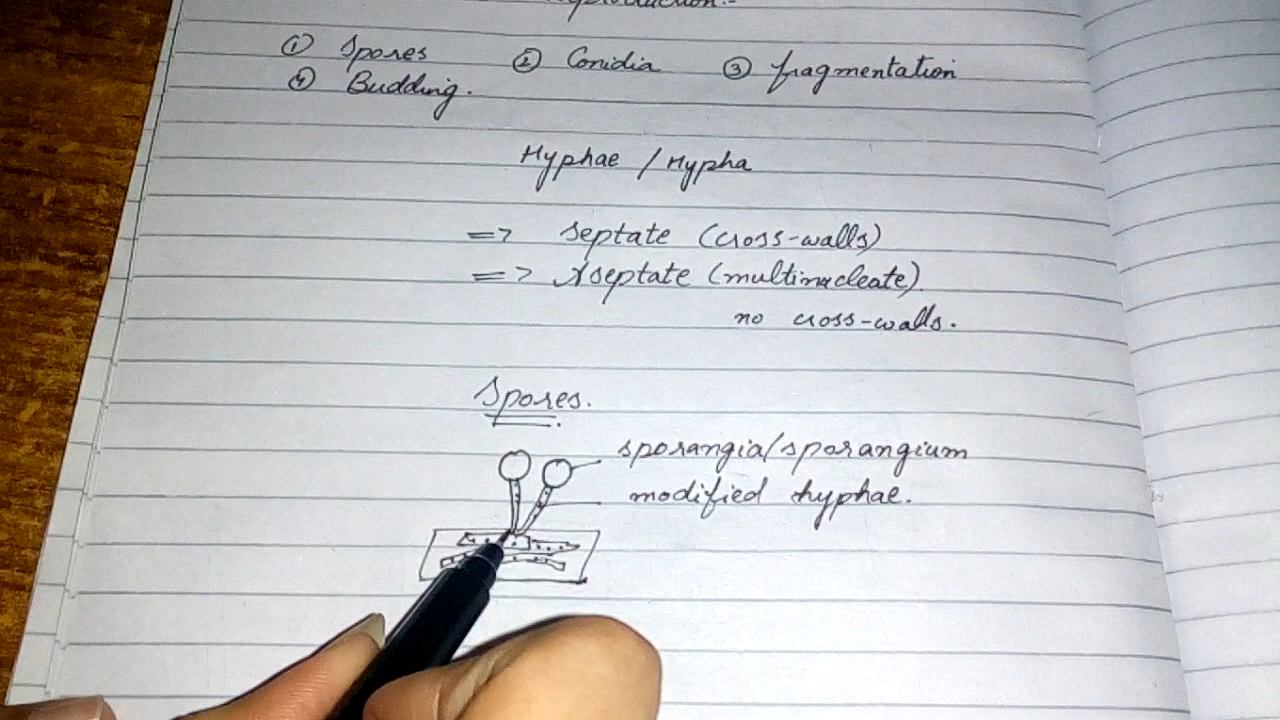 ① Spores ② Conidia ③ fragmentation
④ Budding.
Hyphae / Hypha
=> septate (cross-walls)
=> septate (multinucleate)
no cross-walls.
Spores.
sporangia/sporangium
modified hyphae.